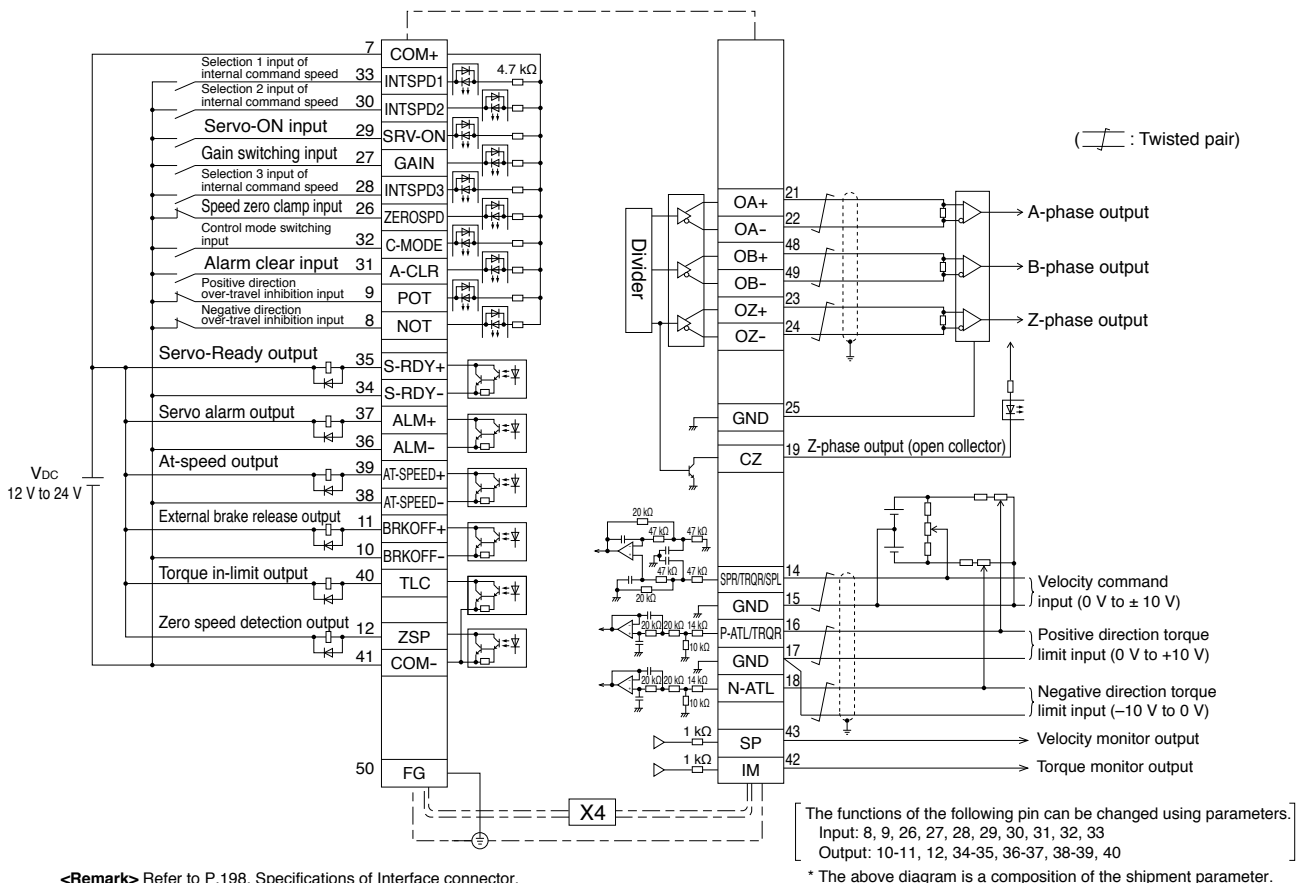 7 COM+
Selection 1 input of
internal command speed 33 INTSPD1 4.7 kΩ
Selection 2 input of
internal command speed 30 INTSPD2
Servo-ON input 29 SRV-ON
Gain switching input 27 GAIN
Selection 3 input of
internal command speed 28 INTSPD3
Speed zero clamp input 26 ZEROSPD
Control mode switching
input 32 C-MODE
Alarm clear input 31 A-CLR
Positive direction
over-travel inhibition input 9 POT
Negative direction
over-travel inhibition input 8 NOT
Servo-Ready output 35 S-RDY+
34 S-RDY−
Servo alarm output 37 ALM+
36 ALM−
At-speed output 39 AT-SPEED+
38 AT-SPEED−
External brake release output 11 BRKOFF+
10 BRKOFF−
Torque in-limit output 40 TLC
Zero speed detection output 12 ZSP
41 COM−
VDC
12 V to 24 V
50 FG
X4
( : Twisted pair)
Divider
OA+ 21
OA− 22
A-phase output
OB+ 48
OB− 49
B-phase output
OZ+ 23
OZ− 24
Z-phase output
GND 25
CZ 19 Z-phase output (open collector)
20 kΩ
47 kΩ 47 kΩ
47 kΩ 47 kΩ
20 kΩ
SPR/TRQR/SPL 14
GND 15
Velocity command
input (0 V to ± 10 V)
20 kΩ 20 kΩ 14 kΩ
10 kΩ
P-ATL/TRQR 16
GND 17
Positive direction torque
limit input (0 V to +10 V)
20 kΩ 20 kΩ 14 kΩ
10 kΩ
N-ATL 18
Negative direction torque
limit input (–10 V to 0 V)
1 kΩ SP 43 Velocity monitor output
1 kΩ IM 42 Torque monitor output
The functions of the following pin can be changed using parameters.
Input: 8, 9, 26, 27, 28, 29, 30, 31, 32, 33
Output: 10-11, 12, 34-35, 36-37, 38-39, 40
* The above diagram is a composition of the shipment parameter.
<Remark> Refer to P.198, Specifications of Interface connector.